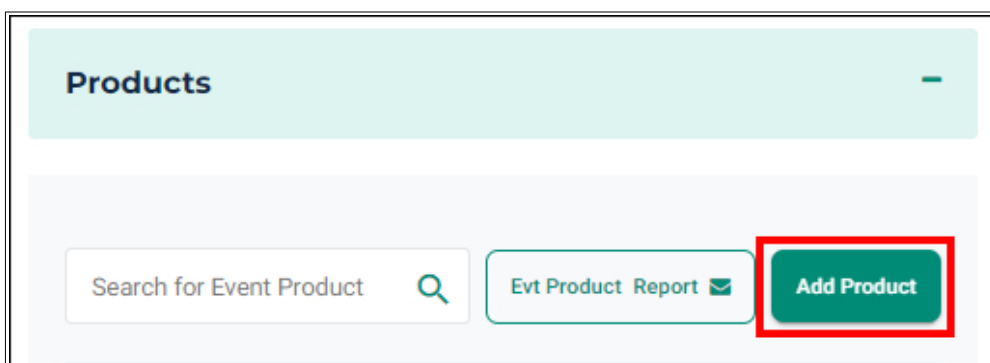 Products
Search for Event Product
Evt Product Report
Add Product